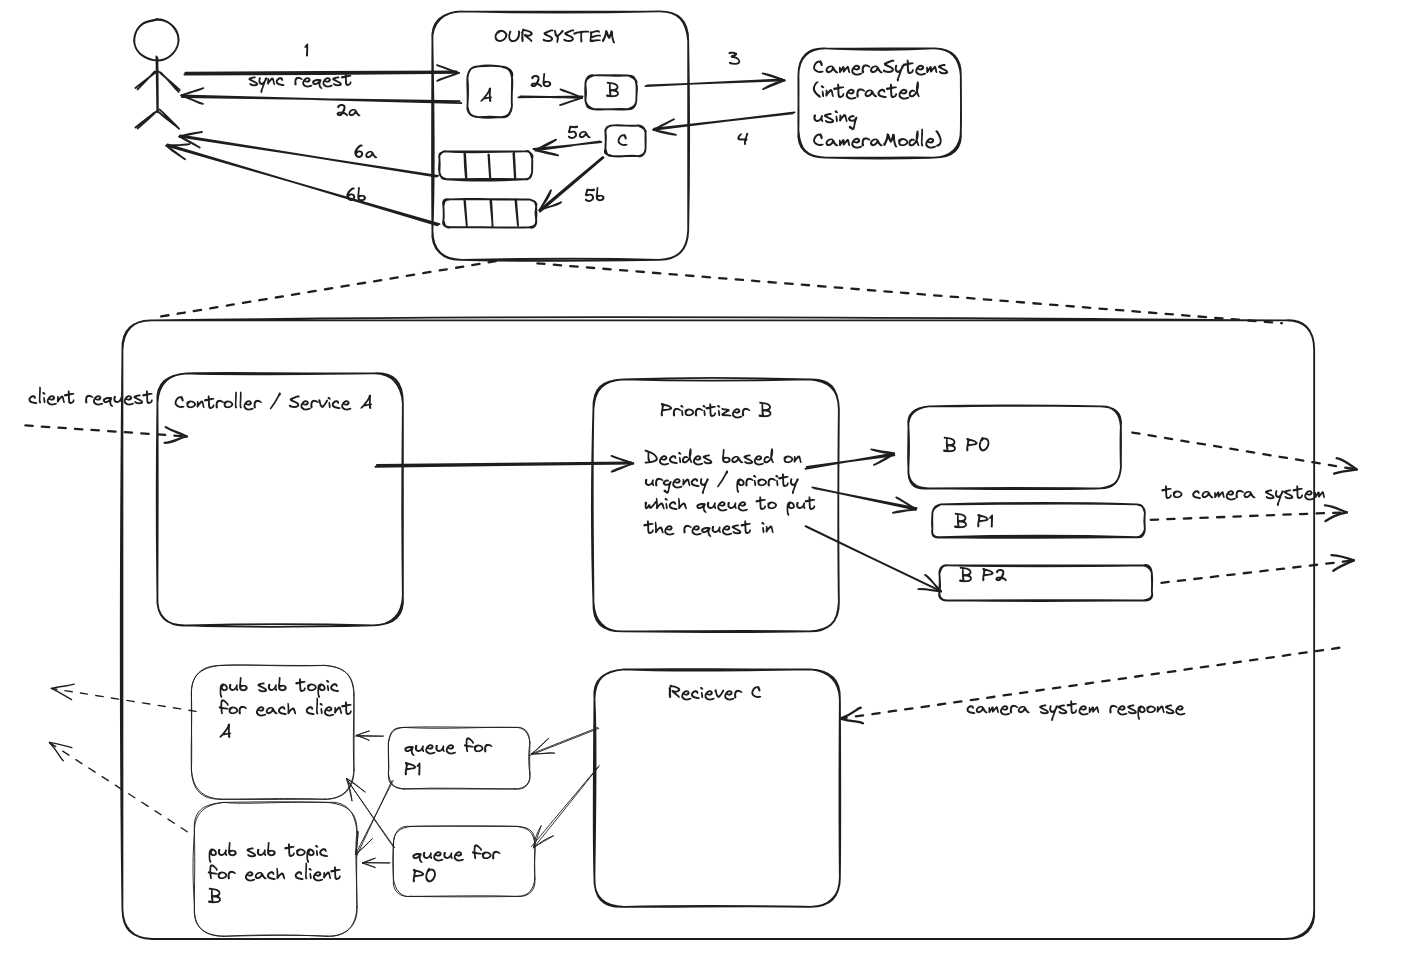 OUR SYSTEM
1
sync reqest
2a
A
2b
B
3
CameraSytems
(interacted
using
CameraModle)
4
C
5a
5b
6a
6b
client request
Controller / Service A
Prioritizer B
Decides based on
urgency / priority
which queue to put
the request in
B P0
B P1
B P2
to camera system
camera system response
Reciever C
queue for
P1
queue for
P0
pub sub topic
for each client
A
pub sub topic
for each client
B